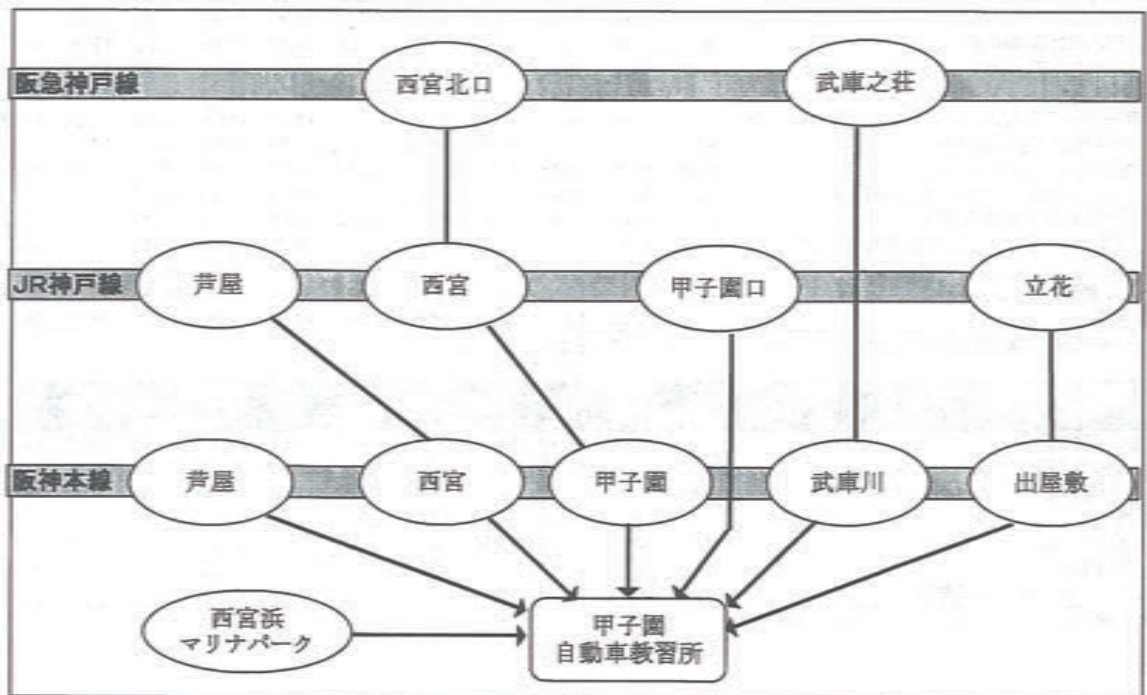 阪急神戸線
西宮北口
武庫之荘
JR神戸線
芦屋
西宮
甲子園口
立花
阪神本線
芦屋
西宮
甲子園
武庫川
出屋敷
西宮浜
マリナパーク
甲子園
自動車教習所